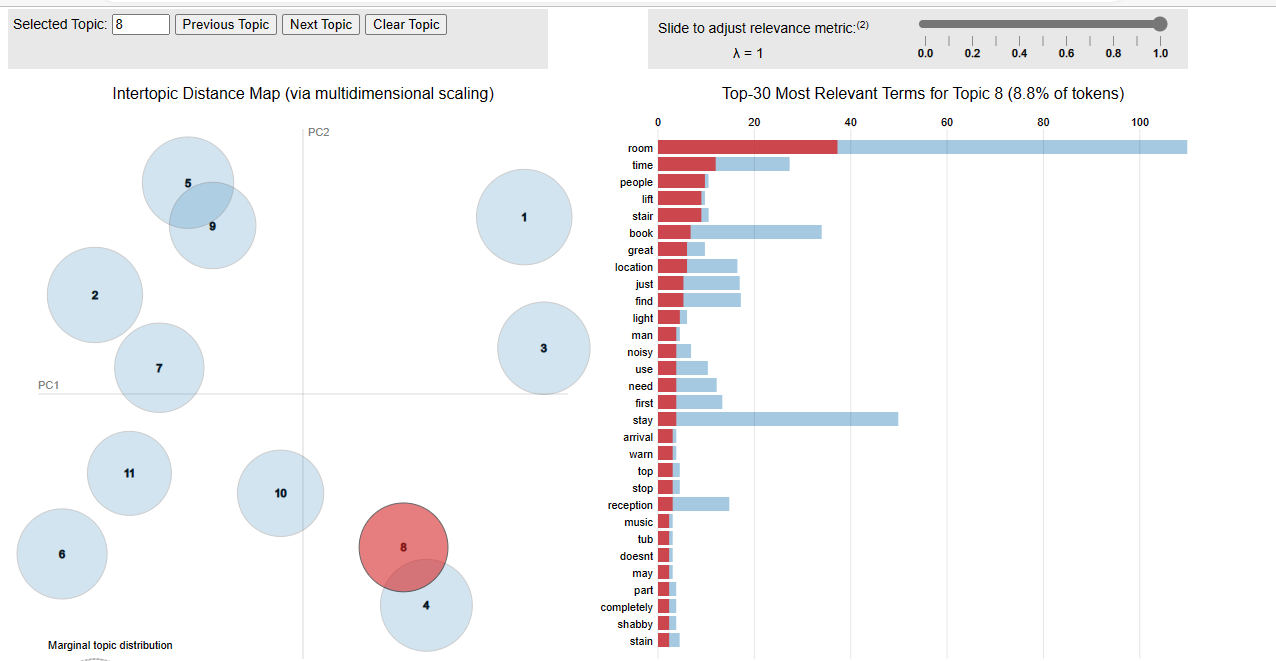 Selected Topic: 8 Previous Topic Next Topic Clear Topic
Slide to adjust relevance metric:(2)
λ = 1
0.0 0.2 0.4 0.6 0.8 1.0
Intertopic Distance Map (via multidimensional scaling)
PC2
5
9
1
2
3
7
PC1
11
10
8
6
4
Marginal topic distribution
Top-30 Most Relevant Terms for Topic 8 (8.8% of tokens)
0 20 40 60 80 100
room
time
people
lift
stair
book
great
location
just
find
light
man
noisy
use
need
first
stay
arrival
warn
top
stop
reception
music
tub
doesnt
may
part
completely
shabby
stain